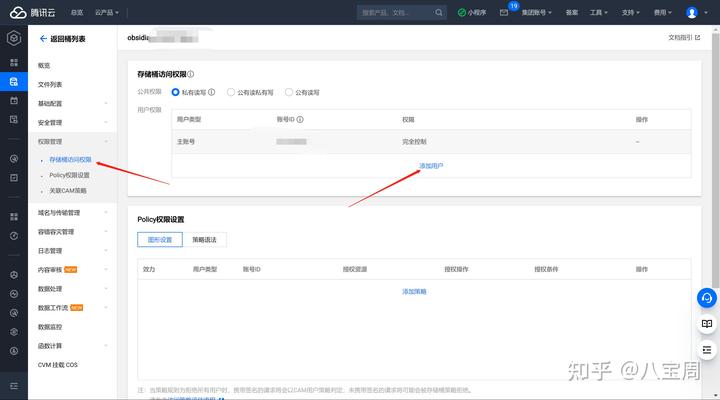 腾讯云 总览 云产品 搜索产品、文档... 小程序 19 集团账号 备案 工具 支持 费用
返回桶列表 obsidia 文档指引
概览
文件列表
基础配置
安全管理
权限管理
存储桶访问权限
Policy权限设置
关联CAM策略
域名与传输管理
容错容灾管理
日志管理
内容审核 NEW
数据处理
数据工作流 NEW
数据监控
函数计算
CVM 挂载 COS
存储桶访问权限
公共权限 私有读写 公有读私有写 公有读写
用户权限
用户类型 账号ID 权限 操作
主账号 完全控制 --
添加用户
Policy权限设置
图形设置 策略语法
效力 用户类型 账号ID 授权资源 授权操作 授权条件 操作
添加策略
注：当策略规则为拒绝所有用户时，携带签名的请求将会以CAM用户策略判定，未携带签名的请求将可能会被存储桶策略拒绝。
知乎 @八宝周